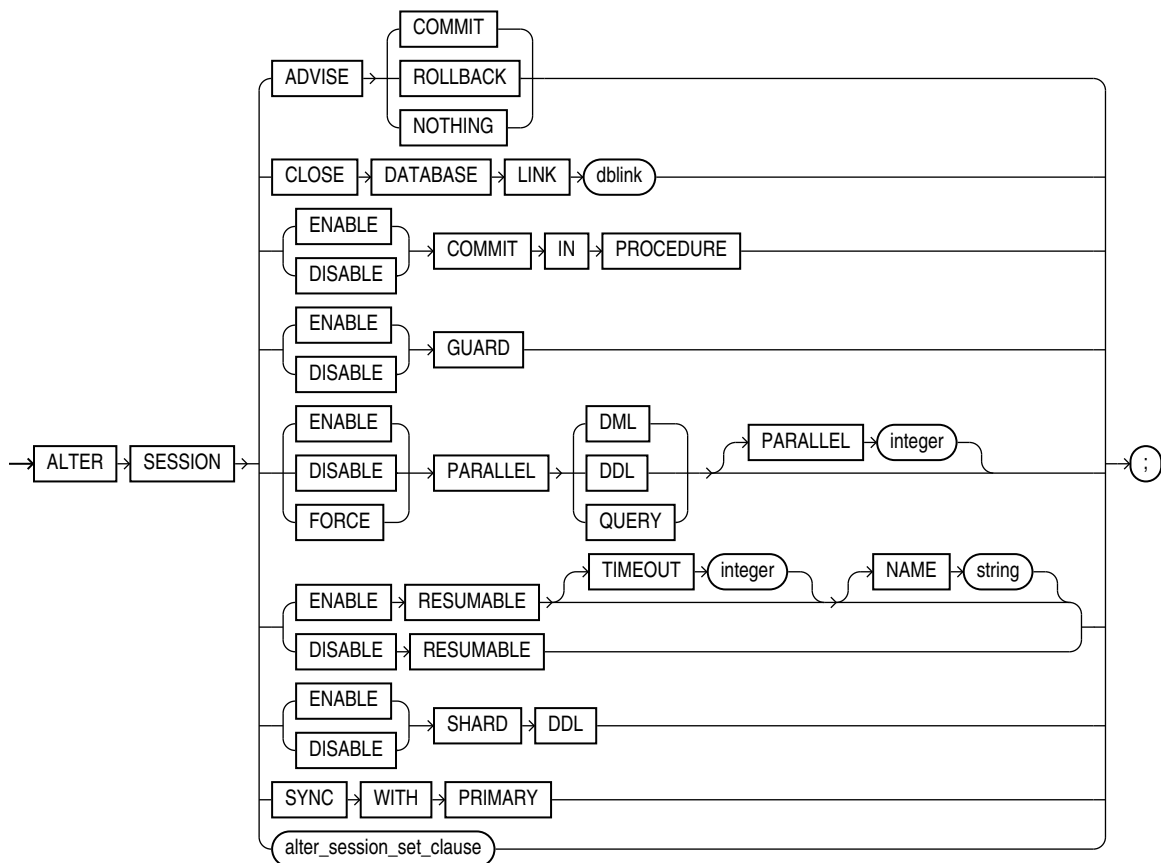 COMMIT
ADVISE ROLLBACK
NOTHING
CLOSE DATABASE LINK dblink
ENABLE
COMMIT IN PROCEDURE
DISABLE
ENABLE
GUARD
DISABLE
ENABLE DML PARALLEL integer
ALTER SESSION DISABLE PARALLEL DDL ;
FORCE QUERY
TIMEOUT integer NAME string
ENABLE RESUMABLE
DISABLE RESUMABLE
ENABLE
SHARD DDL
DISABLE
SYNC WITH PRIMARY
alter_session_set_clause